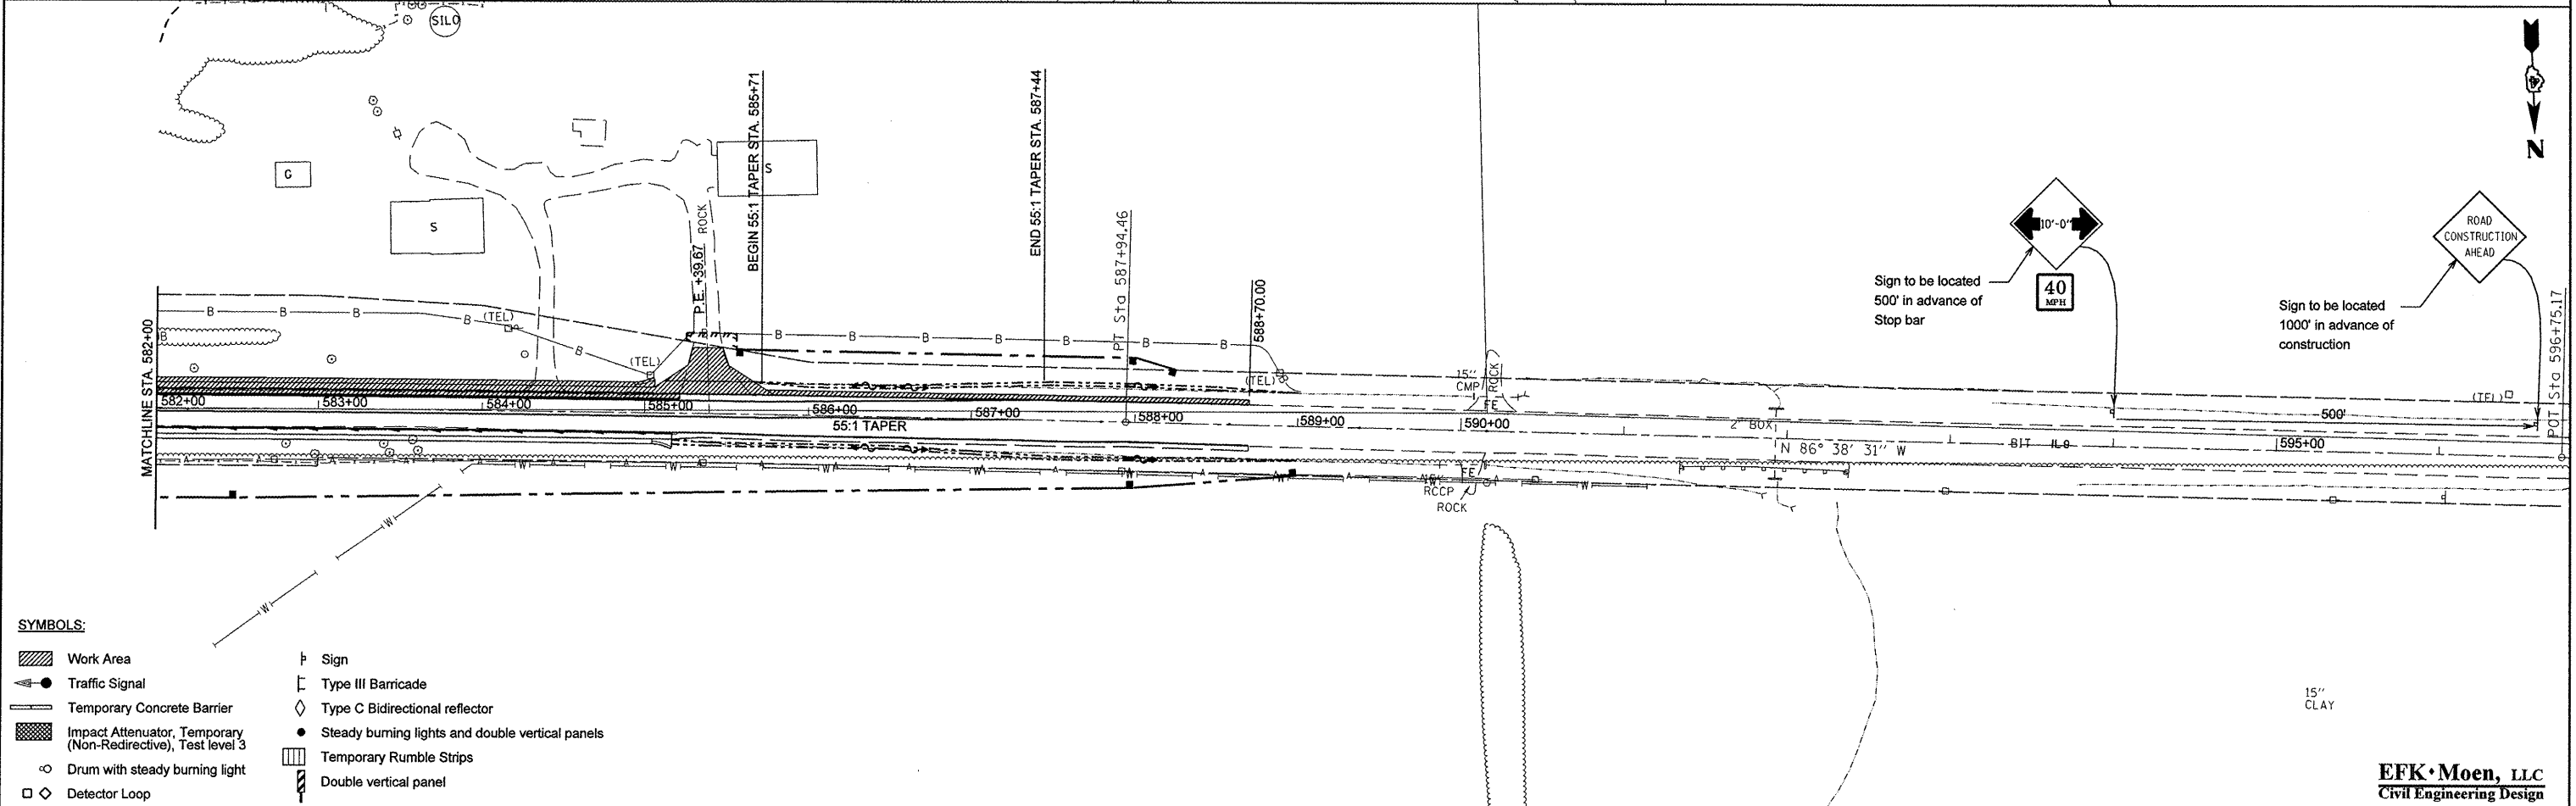 SILO
G
S
S
ROCK
P.E. +39.67
BEGIN 55:1 TAPER STA. 585+71
END 55:1 TAPER STA. 587+44
PT Sta 587+94.46
588+70.00
10'-0"
40
MPH
Sign to be located
500' in advance of
Stop bar
ROAD
CONSTRUCTION
AHEAD
Sign to be located
1000' in advance of
construction
N
POT Sta 596+75.17
MATCHLINE STA. 582+00
B B B B B B B B B B B B B
B
(TEL)
(TEL)
(TEL)
(TEL)
15"
CMP
ROCK
FE
582+00
583+00
584+00
585+00
586+00
587+00
588+00
589+00
590+00
595+00
55:1 TAPER
500'
BOX
N 86° 38' 31" W
BIT
FE
RCCP
ROCK
W
W
15"
CLAY
SYMBOLS:
Work Area
Traffic Signal
Temporary Concrete Barrier
Impact Attenuator, Temporary
(Non-Redirective), Test level 3
Drum with steady burning light
Detector Loop
Sign
Type III Barricade
Type C Bidirectional reflector
Steady burning lights and double vertical panels
Temporary Rumble Strips
Double vertical panel
EFK•Moen, LLC
Civil Engineering Design